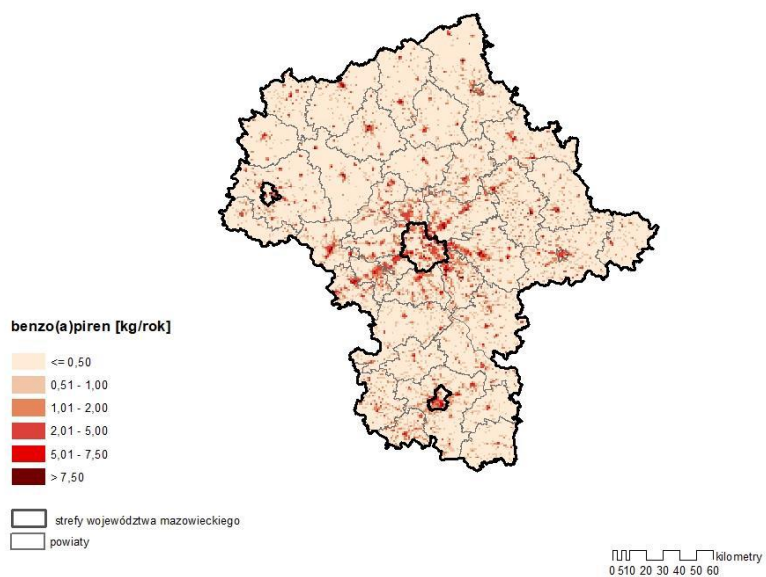 benzo(a)piren [kg/rok]
<= 0,50
0,51 - 1,00
1,01 - 2,00
2,01 - 5,00
5,01 - 7,50
> 7,50
strefy województwa mazowieckiego
powiaty
kilometry
0 510 20 30 40 50 60